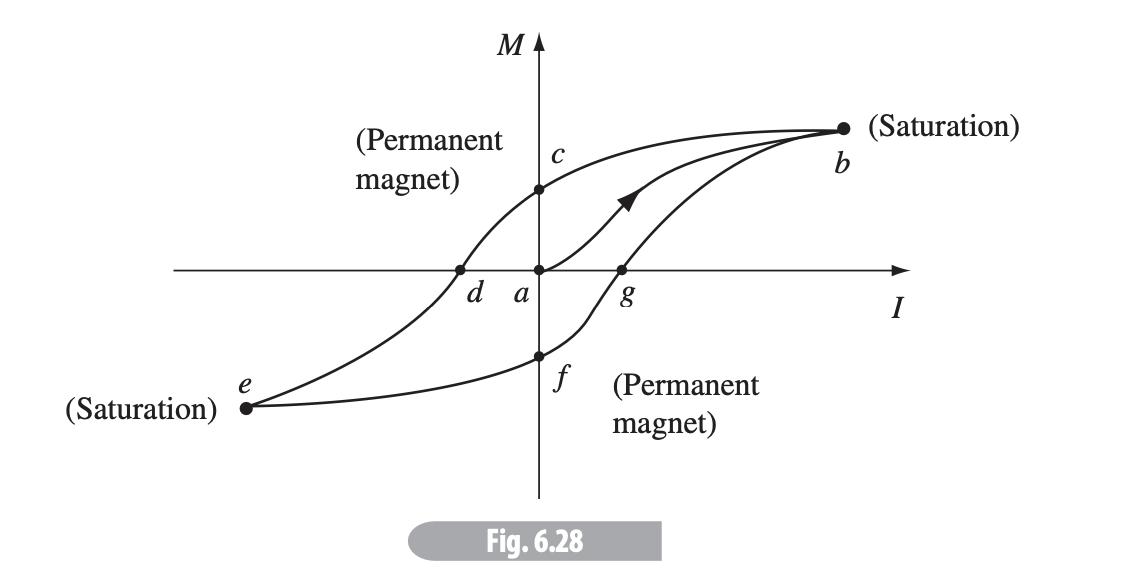 M
(Permanent
magnet)
c
(Saturation)
b
d
a
g
I
e
(Saturation)
f
(Permanent
magnet)
Fig. 6.28